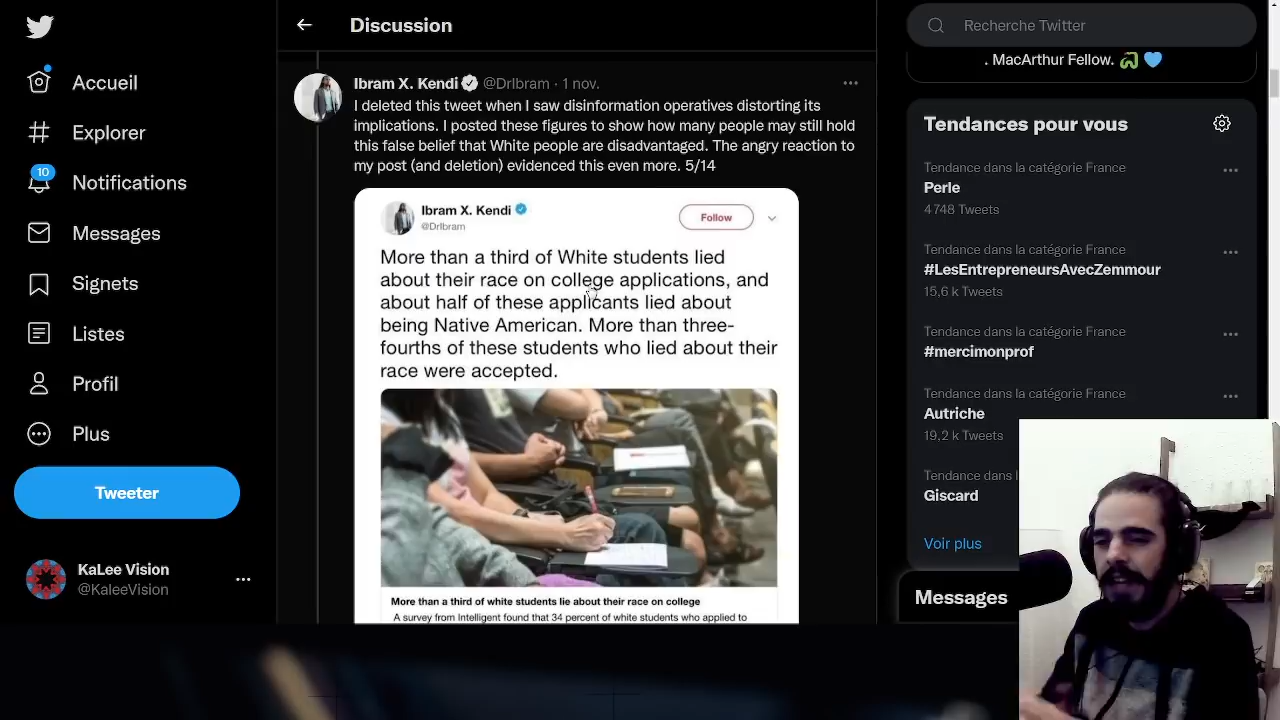 Discussion
Recherche Twitter
Accueil
Explorer
10
Notifications
Messages
Signets
Listes
Profil
Plus
Tweeter
KaLee Vision
@KaleeVision
Ibram X. Kendi @DrIbram · 1 nov.
I deleted this tweet when I saw disinformation operatives distorting its
implications. I posted these figures to show how many people may still hold
this false belief that White people are disadvantaged. The angry reaction to
my post (and deletion) evidenced this even more. 5/14
Ibram X. Kendi
@DrIbram
Follow
More than a third of White students lied
about their race on college applications, and
about half of these applicants lied about
being Native American. More than three-
fourths of these students who lied about their
race were accepted.
More than a third of white students lie about their race on college
A survey from Intelligent found that 34 percent of white students who applied to
. MacArthur Fellow.
Tendances pour vous
Tendance dans la catégorie France
Perle
4 748 Tweets
Tendance dans la catégorie France
#LesEntrepreneursAvecZemmour
15,6 k Tweets
Tendance dans la catégorie France
#mercimonprof
Tendance dans la catégorie France
Autriche
19,2 k Tweets
Tendance dans l
Giscard
Voir plus
Messages